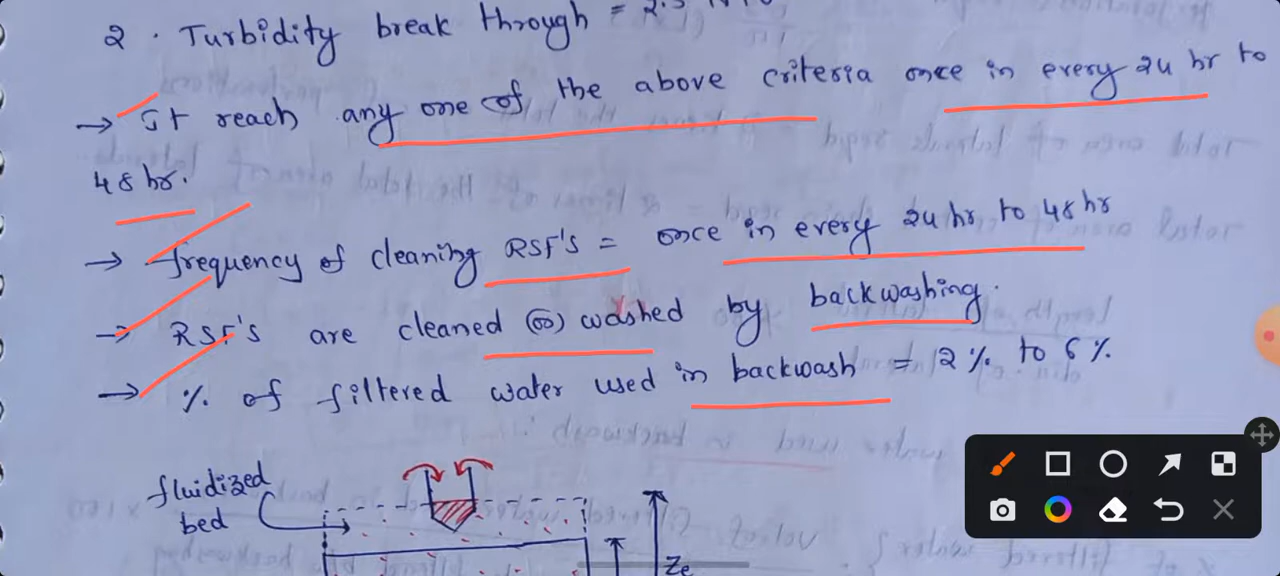 2 . Turbidity break through = 2.5
→ It reach any one of the above criteria once in every 24 hr to
48 hr.
→ frequency of cleaning RSF'S = once in every 24 hr to 48 hr
→ RSF'S are cleaned (or) washed by backwashing.
→ % of filtered water used in backwash = 2 % to 6 %
fluidized
bed
Ze